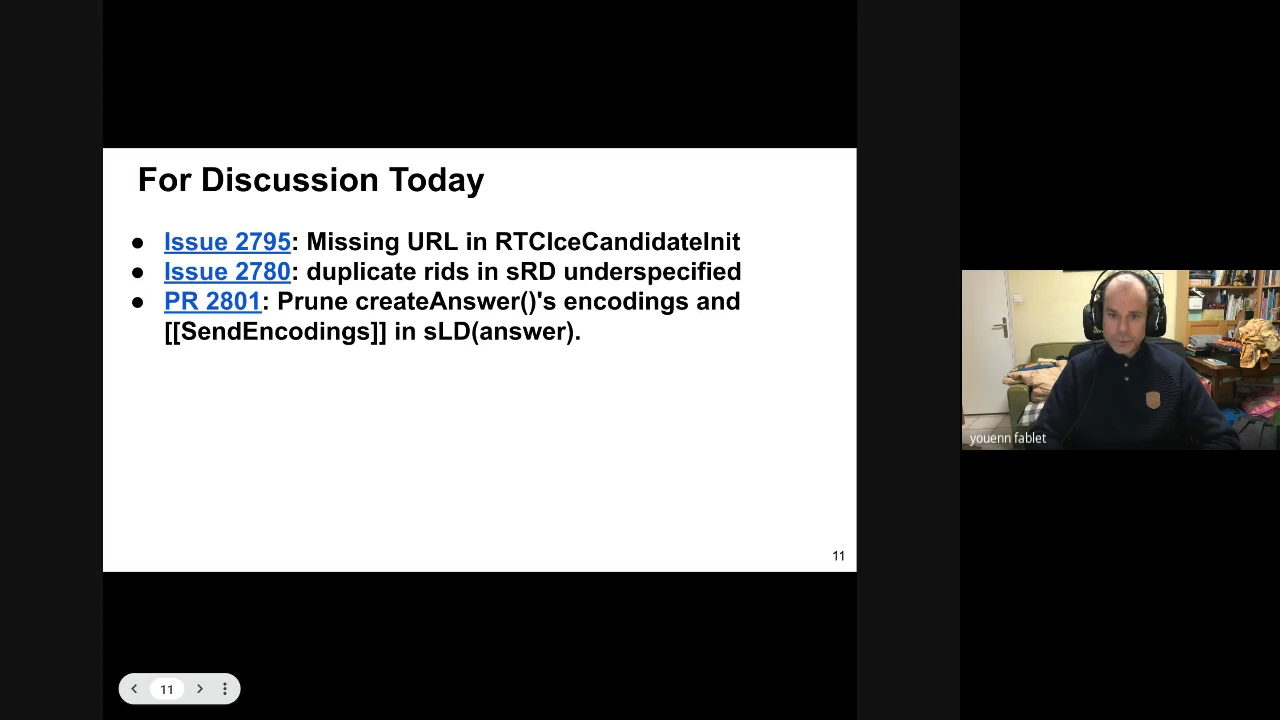 For Discussion Today
● Issue 2795: Missing URL in RTCIceCandidateInit
● Issue 2780: duplicate rids in sRD underspecified
● PR 2801: Prune createAnswer()'s encodings and
[[SendEncodings]] in sLD(answer).
11
youenn fablet
11